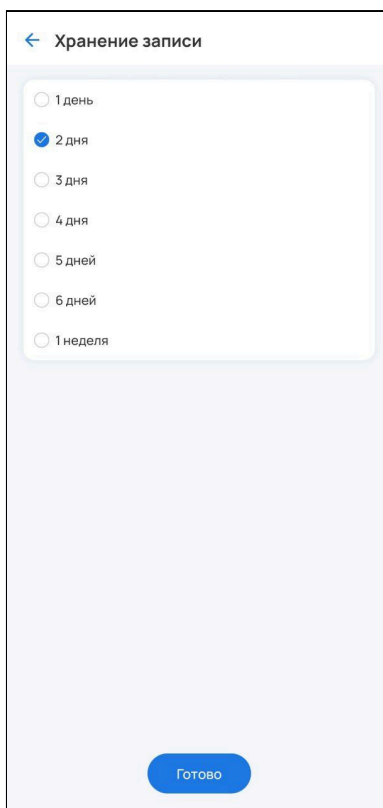 Хранение записи
1 день
2 дня
3 дня
4 дня
5 дней
6 дней
1 неделя
Готово